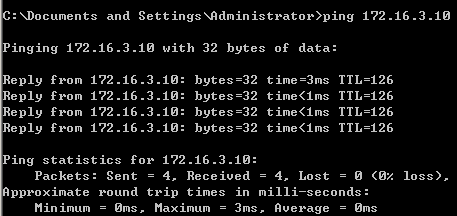 C:\Documents and Settings\Administrator>ping 172.16.3.10
Pinging 172.16.3.10 with 32 bytes of data:
Reply from 172.16.3.10: bytes=32 time=3ms TTL=126
Reply from 172.16.3.10: bytes=32 time<1ms TTL=126
Reply from 172.16.3.10: bytes=32 time<1ms TTL=126
Reply from 172.16.3.10: bytes=32 time<1ms TTL=126
Ping statistics for 172.16.3.10:
    Packets: Sent = 4, Received = 4, Lost = 0 (0% loss),
Approximate round trip times in milli-seconds:
    Minimum = 0ms, Maximum = 3ms, Average = 0ms